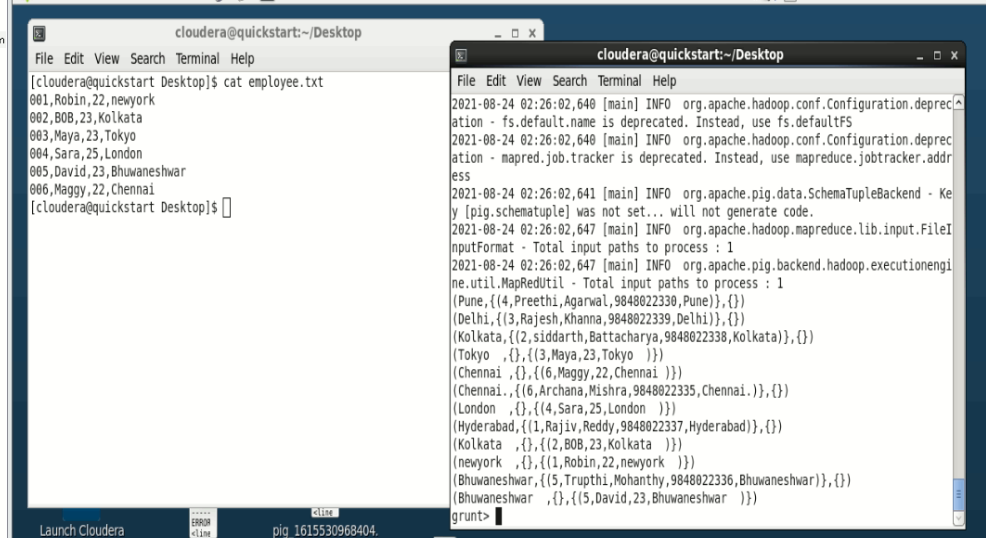 cloudera@quickstart:~/Desktop
File Edit View Search Terminal Help
[cloudera@quickstart Desktop]$ cat employee.txt
001,Robin,22,newyork
002,BOB,23,Kolkata
003,Maya,23,Tokyo
004,Sara,25,London
005,David,23,Bhuwaneshwar
006,Maggy,22,Chennai
[cloudera@quickstart Desktop]$
cloudera@quickstart:~/Desktop
File Edit View Search Terminal Help
2021-08-24 02:26:02,640 [main] INFO  org.apache.hadoop.conf.Configuration.deprec
ation - fs.default.name is deprecated. Instead, use fs.defaultFS
2021-08-24 02:26:02,640 [main] INFO  org.apache.hadoop.conf.Configuration.deprec
ation - mapred.job.tracker is deprecated. Instead, use mapreduce.jobtracker.addr
ess
2021-08-24 02:26:02,641 [main] INFO  org.apache.pig.data.SchemaTupleBackend - Ke
y [pig.schematuple] was not set... will not generate code.
2021-08-24 02:26:02,647 [main] INFO  org.apache.hadoop.mapreduce.lib.input.FileI
nputFormat - Total input paths to process : 1
2021-08-24 02:26:02,647 [main] INFO  org.apache.pig.backend.hadoop.executionengi
ne.util.MapRedUtil - Total input paths to process : 1
(Pune,{(4,Preethi,Agarwal,9848022330,Pune)},{})
(Delhi,{(3,Rajesh,Khanna,9848022339,Delhi)},{})
(Kolkata,{(2,siddarth,Battacharya,9848022338,Kolkata)},{})
(Tokyo  ,{},{(3,Maya,23,Tokyo  )})
(Chennai ,{},{(6,Maggy,22,Chennai )})
(Chennai.,{(6,Archana,Mishra,9848022335,Chennai.)},{})
(London  ,{},{(4,Sara,25,London  )})
(Hyderabad,{(1,Rajiv,Reddy,9848022337,Hyderabad)},{})
(Kolkata  ,{},{(2,BOB,23,Kolkata  )})
(newyork  ,{},{(1,Robin,22,newyork  )})
(Bhuwaneshwar,{(5,Trupthi,Mohanthy,9848022336,Bhuwaneshwar)},{})
(Bhuwaneshwar  ,{},{(5,David,23,Bhuwaneshwar  )})
grunt>
Launch Cloudera
ERROR
<line
<line
pig_1615530968404.